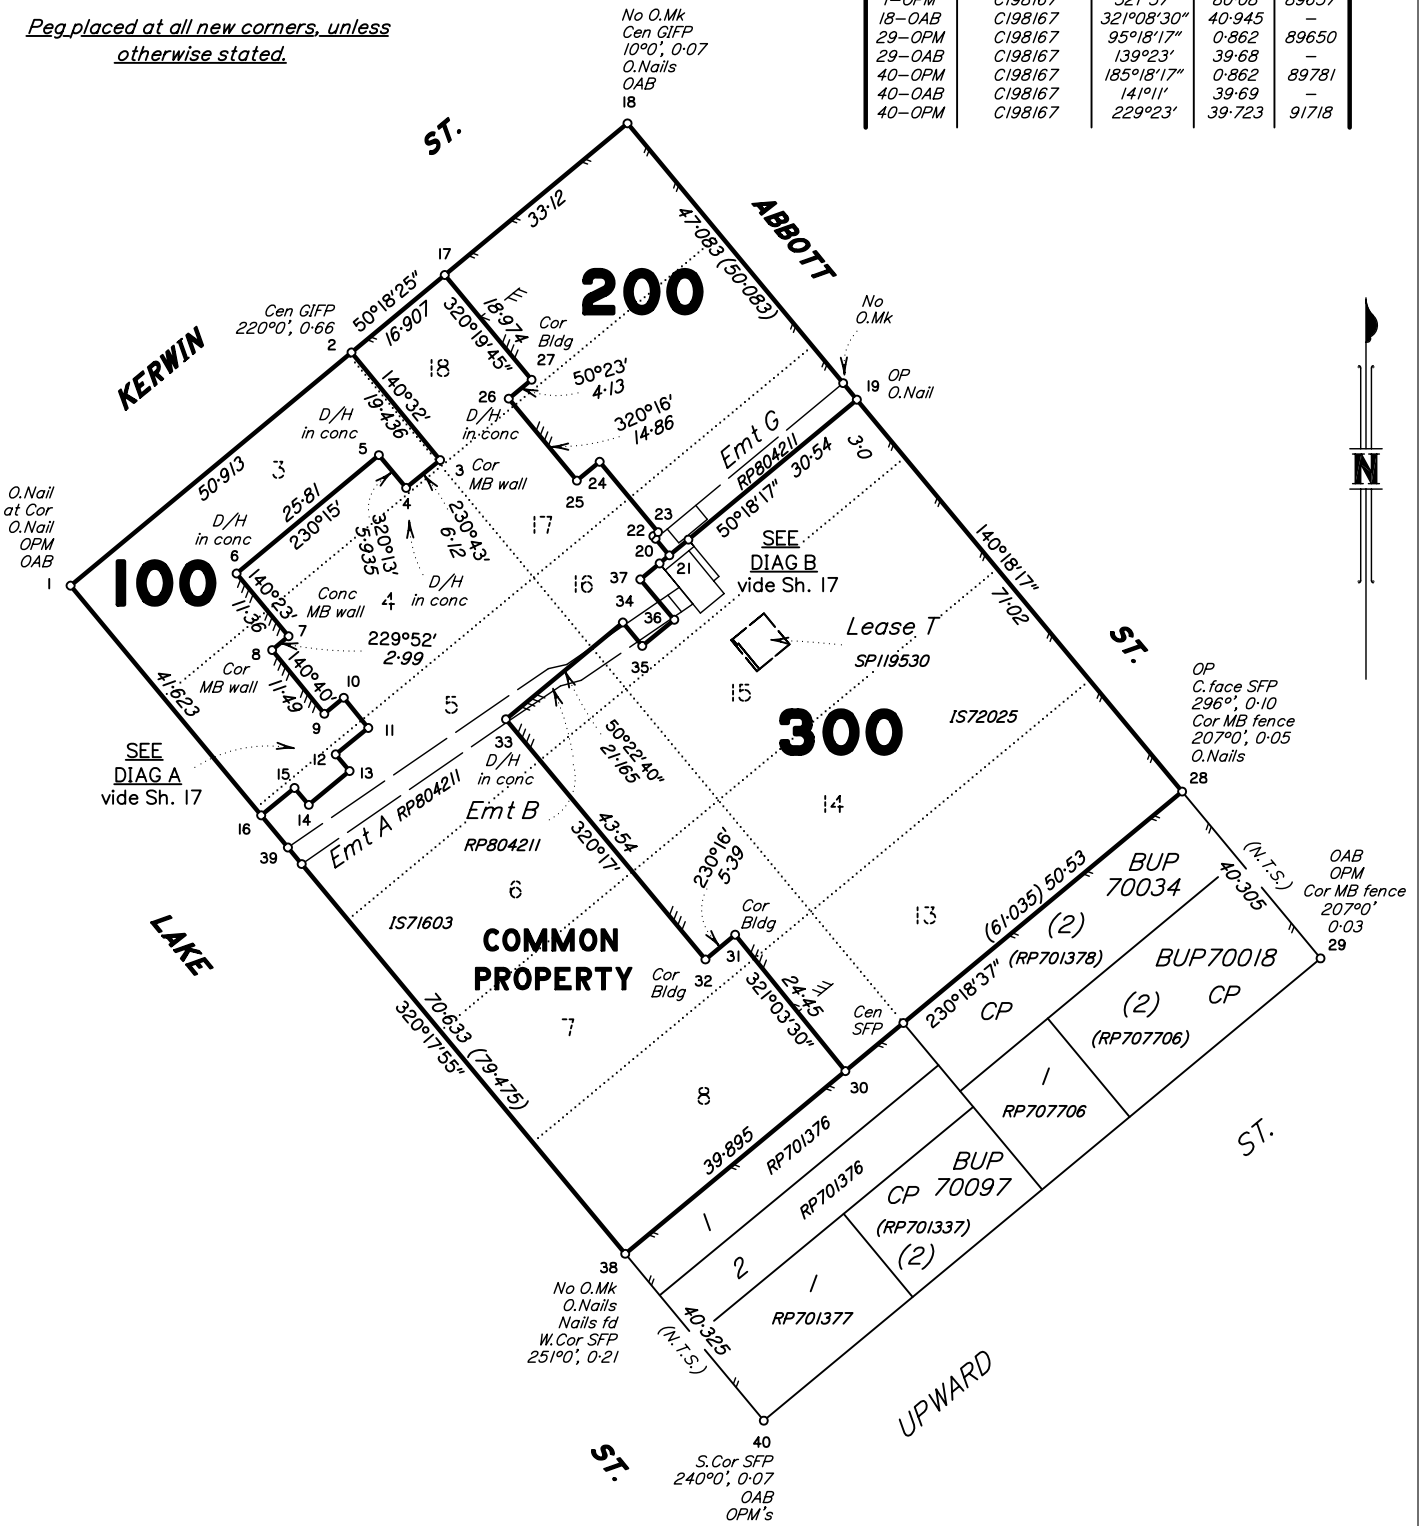 Peg placed at all new corners, unless
otherwise stated.
18-OAB C198167 321°08'30" 40·945 -
29-OPM C198167 95°18'17" 0·862 89650
29-OAB C198167 139°23' 39·68 -
40-OPM C198167 185°18'17" 0·862 89781
40-OAB C198167 141°11' 39·69 -
40-OPM C198167 229°23' 39·723 91718
No O.Mk
Cen GIFP
10°0', 0·07
O.Nails
OAB
18
ST.
33·12
ABBOTT
47·083 (50·083)
17
200
Cen GIFP
220°0', 0·66
50°18'25"
16·907
18·974
320°19'45"
Cor
Bldg
27
No
O.Mk
2
KERWIN
18
50°23'
4·13
19
OP
O.Nail
140°32'
19·436
26
D/H
in conc
D/H
in conc
320°16'
14·86
Emt G
RP804211
30·54
3·0
5
3
3
Cor
MB wall
50·913
25·81
230°15'
4
25
24
50°18'17"
O.Nail
at Cor
O.Nail
OPM
OAB
1
D/H
in conc
320°13'
5·935
230°43'
6·12
17
23
22
20
21
SEE
DIAG B
vide Sh. 17
140°18'17"
71·02
6
100
140°23'
11·36
Conc
MB wall
4
D/H
in conc
16
37
34
36
35
Lease T
SP119530
ST.
7
229°52'
2·99
8
Cor
MB wall
140°40'
11·49
10
41·623
9
11
5
15
IS72025
OP
C.face SFP
296°, 0·10
Cor MB fence
207°0', 0·05
O.Nails
28
300
SEE
DIAG A
vide Sh. 17
12
13
15
14
16
33
D/H
in conc
50°22'40"
21·165
39
Emt A RP804211
Emt B
RP804211
43·54
320°17'
14
230°16'
5·39
(N.T.S.)
40·305
OAB
OPM
Cor MB fence
207°0'
0·03
29
BUP
70034
(2)
(RP701378)
CP
(61·035) 50·53
230°18'37"
13
6
IS71603
COMMON
PROPERTY
LAKE
Cor
Bldg
31
32
Cor
Bldg
24·45
321°03'30"
BUP70018
(2) CP
(RP707706)
70·633 (79·475)
320°17'55"
7
Cen
SFP
30
1
RP707706
8
39·895
RP701376
RP701376
BUP
CP 70097
(RP701337)
(2)
ST.
1
2
38
No O.Mk
O.Nails
Nails fd
W.Cor SFP
251°0', 0·21
1
RP701377
40·325
(N.T.S.)
UPWARD
40
S.Cor SFP
240°0', 0·07
OAB
OPM's
ST.
N